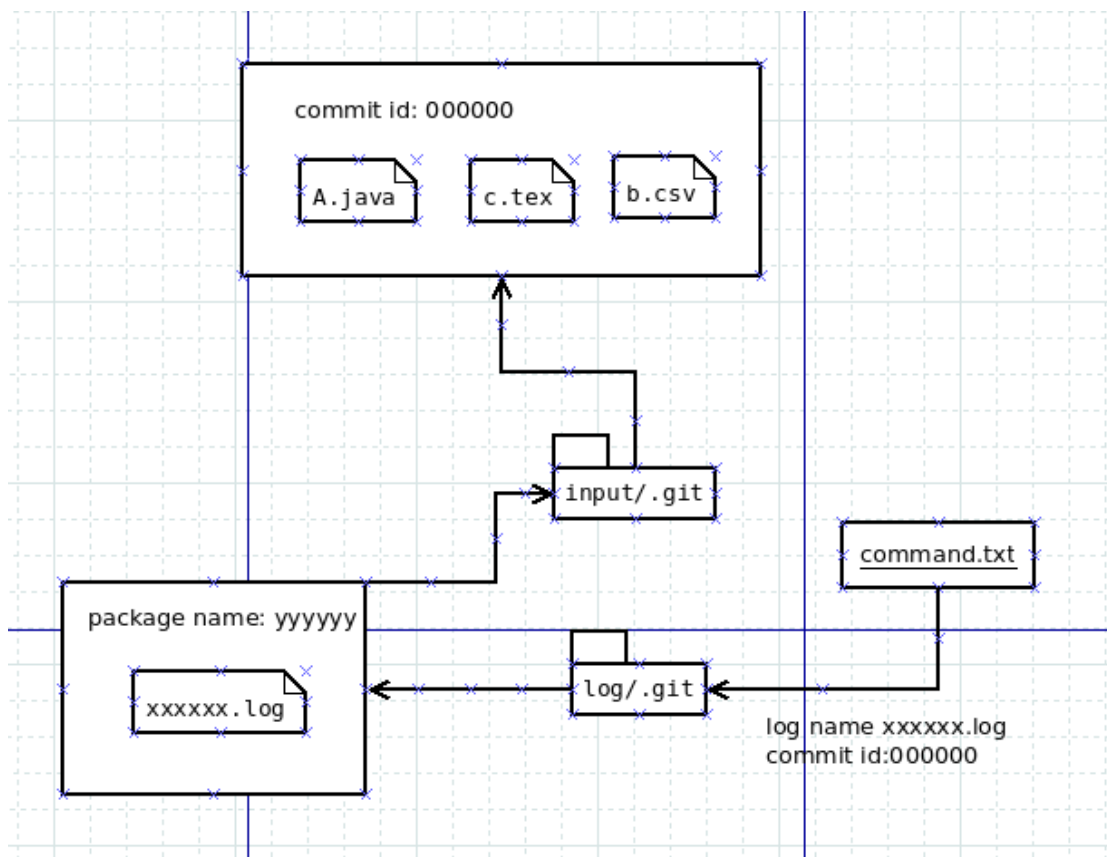 commit id: 000000
A.java
c.tex
b.csv
input/.git
command.txt
package name: yyyyyy
xxxxxx.log
log/.git
log name xxxxxx.log
commit id:000000